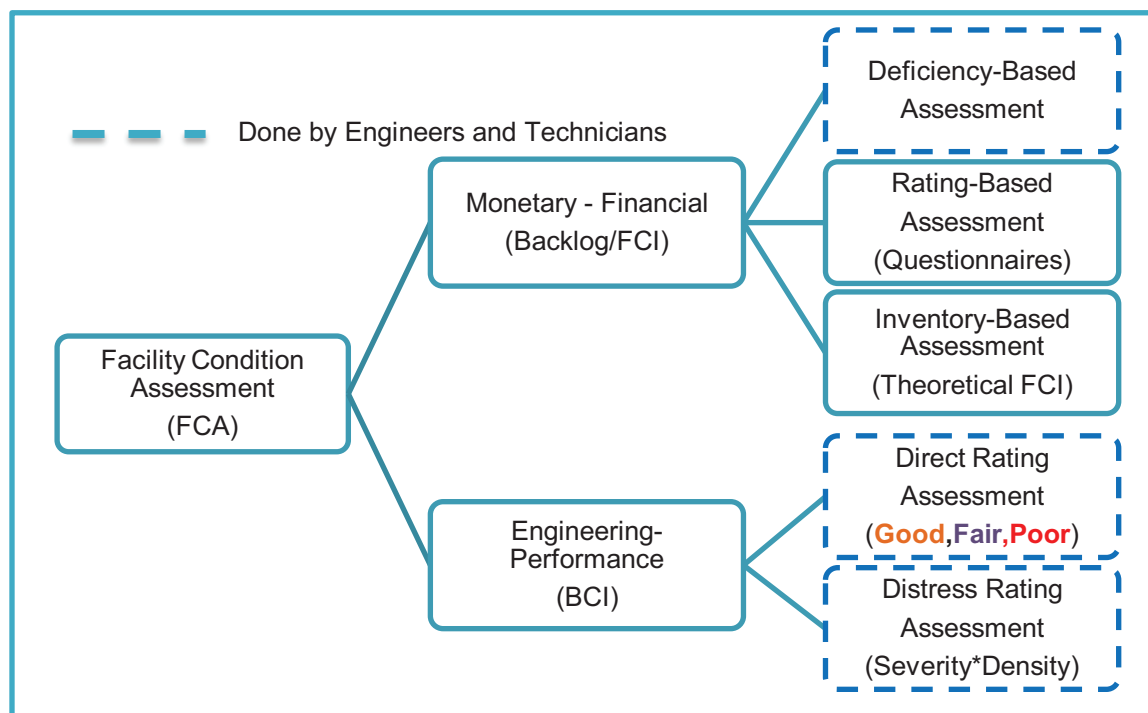 Done by Engineers and Technicians
Facility Condition
Assessment
(FCA)
Monetary - Financial
(Backlog/FCI)
Engineering-
Performance
(BCI)
Deficiency-Based
Assessment
Rating-Based
Assessment
(Questionnaires)
Inventory-Based
Assessment
(Theoretical FCI)
Direct Rating
Assessment
(Good,Fair,Poor)
Distress Rating
Assessment
(Severity*Density)